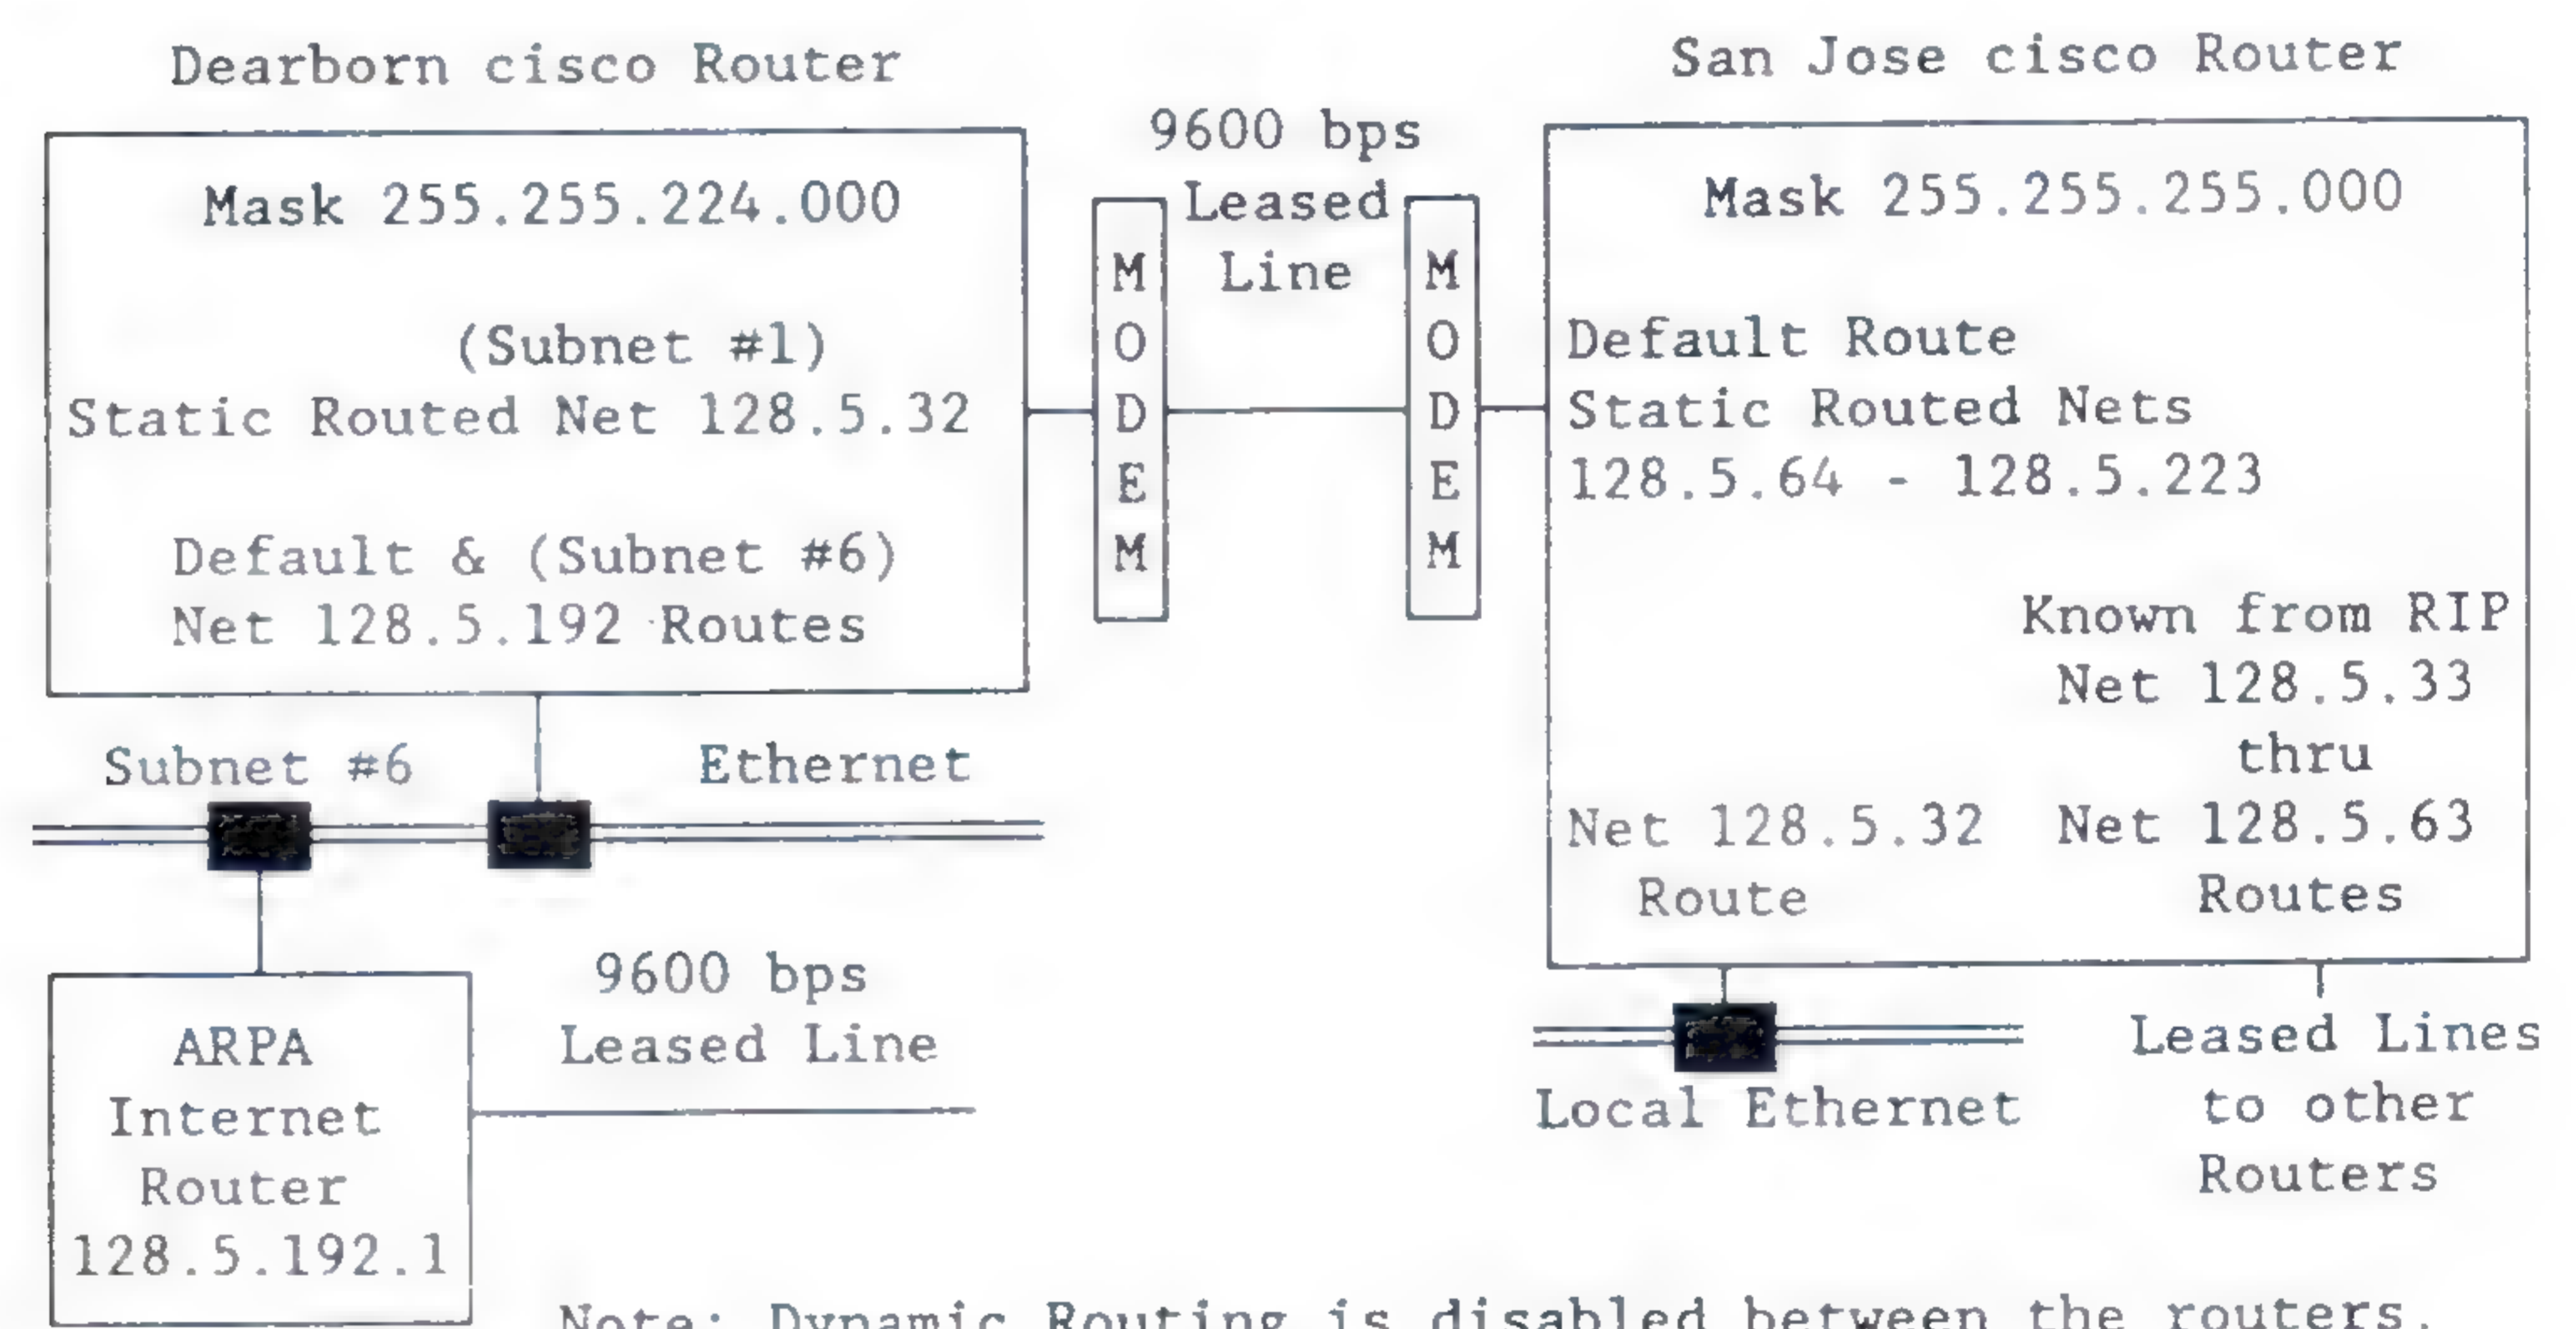 Dearborn cisco Router
Mask 255.255.224.000
(Subnet #1)
Static Routed Net 128.5.32
Default & (Subnet #6)
Net 128.5.192 Routes
9600 bps
Leased
Line
MODEM
MODEM
San Jose cisco Router
Mask 255.255.255.000
Default Route
Static Routed Nets
128.5.64 - 128.5.223
Known from RIP
Net 128.5.33
thru
Net 128.5.63
Routes
Net 128.5.32
Route
Subnet #6
Ethernet
ARPA
Internet
Router
128.5.192.1
9600 bps
Leased Line
Local Ethernet
Leased Lines
to other
Routers
Note: Dynamic Routing is disabled between the routers.